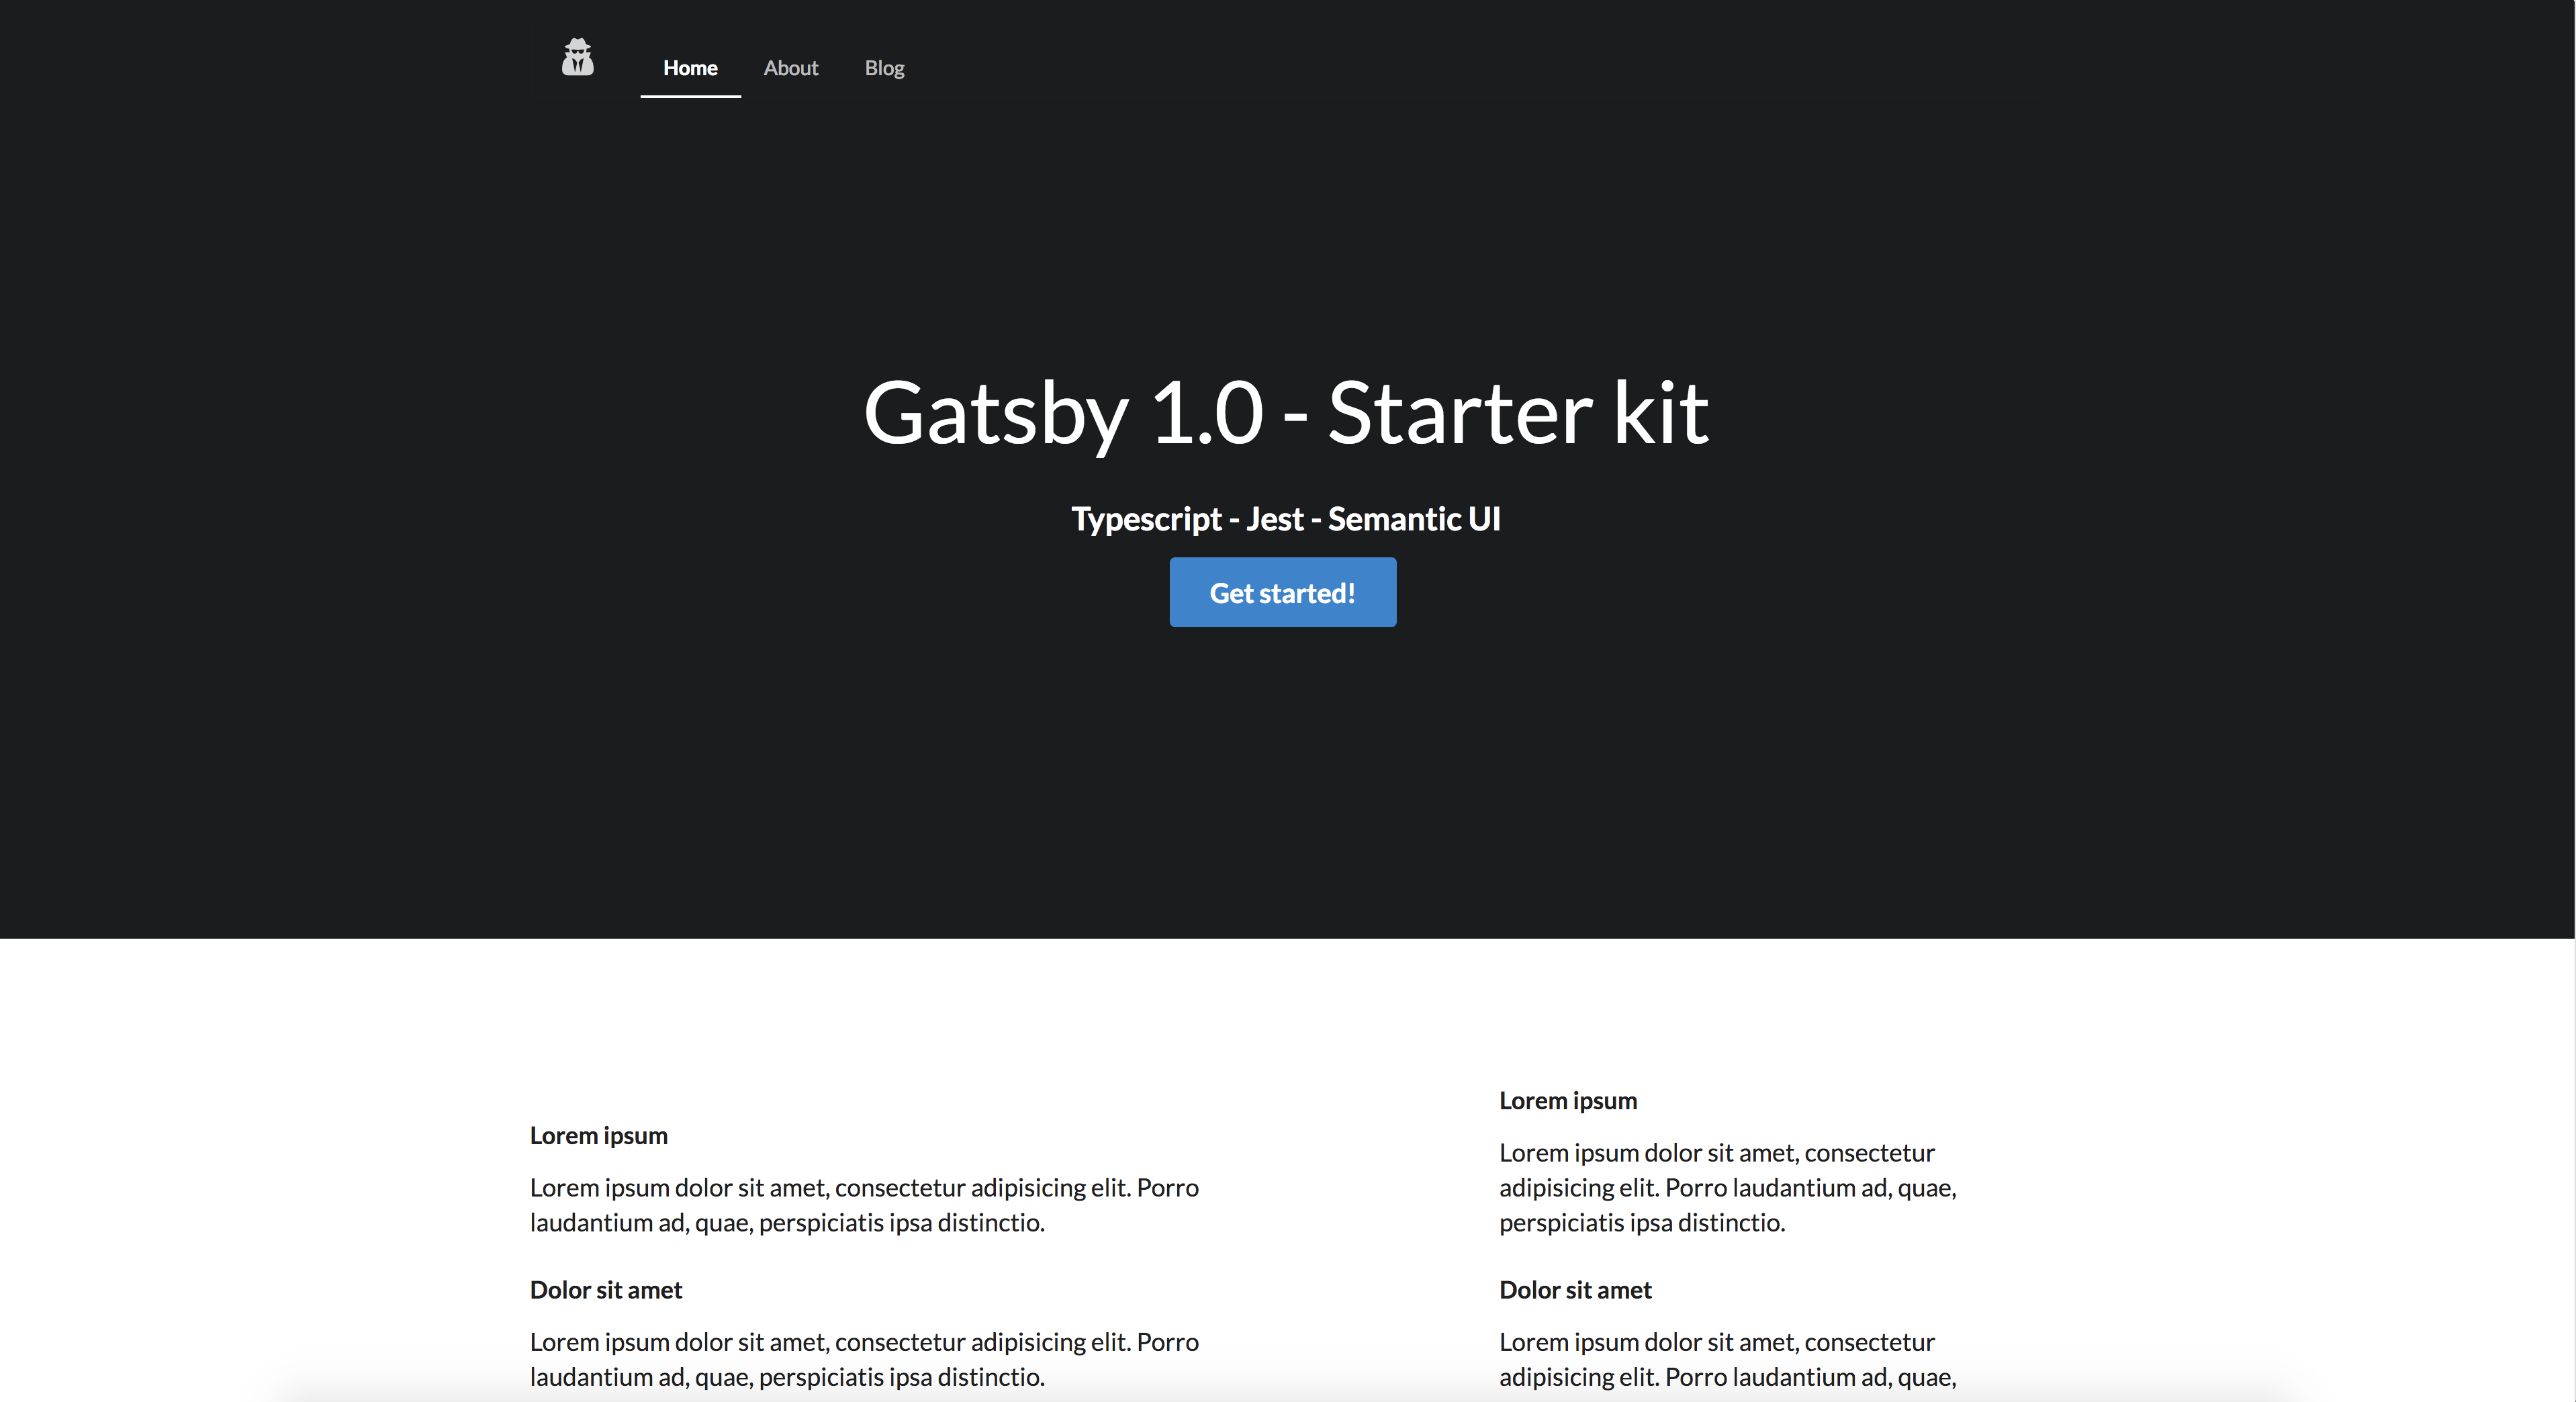 Home
About
Blog
Gatsby 1.0 - Starter kit
Typescript - Jest - Semantic UI
Get started!
Lorem ipsum
Lorem ipsum dolor sit amet, consectetur adipisicing elit. Porro
laudantium ad, quae, perspiciatis ipsa distinctio.
Dolor sit amet
Lorem ipsum dolor sit amet, consectetur adipisicing elit. Porro
laudantium ad, quae, perspiciatis ipsa distinctio.
Lorem ipsum
Lorem ipsum dolor sit amet, consectetur
adipisicing elit. Porro laudantium ad, quae,
perspiciatis ipsa distinctio.
Dolor sit amet
Lorem ipsum dolor sit amet, consectetur
adipisicing elit. Porro laudantium ad, quae,